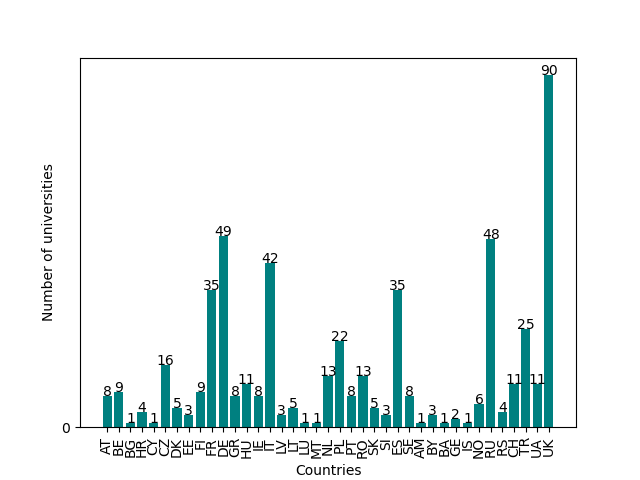 Number of universities
0
8 9 1 4 1 16 5 3 9 35 49 8 11 8 42 3 5 1 1 13 22 8 13 5 3 35 8 1 3 1 2 1 6 48 4 11 25 11 90
AT BE BG HR CY CZ DK EE FI FR DE GR HU IE IT LV LT LU MT NL PL PT RO SK SI ES SE AM BY BA GE IS NO RU RS CH TR UA UK
Countries